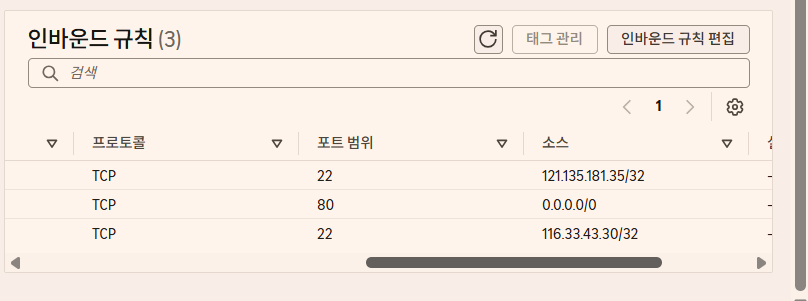 인바운드 규칙 (3)
태그 관리
인바운드 규칙 편집
검색
1
프로토콜 포트 범위 소스
TCP 22 121.135.181.35/32 -
TCP 80 0.0.0.0/0 -
TCP 22 116.33.43.30/32 -